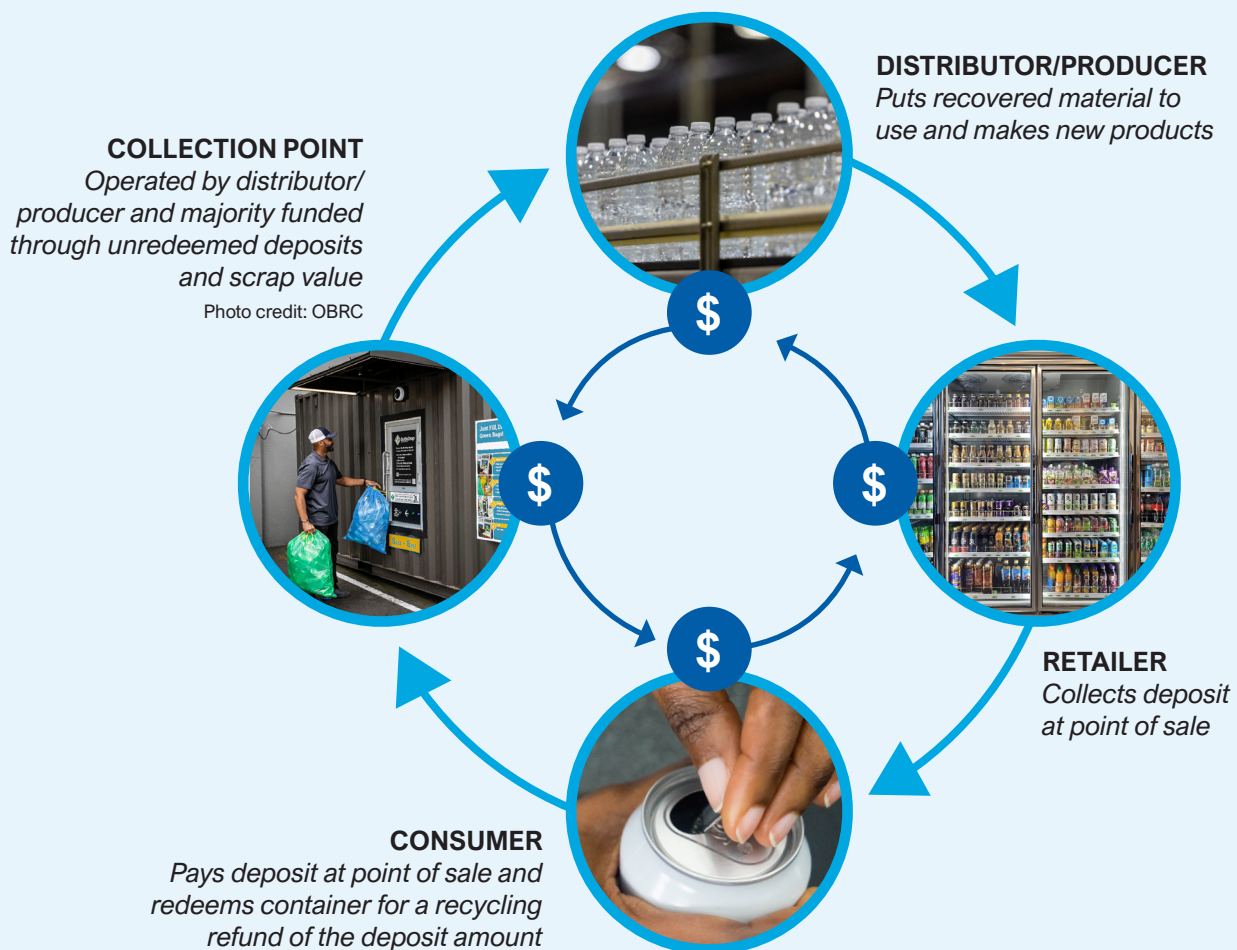 DISTRIBUTOR/PRODUCER
Puts recovered material to
use and makes new products
COLLECTION POINT
Operated by distributor/
producer and majority funded
through unredeemed deposits
and scrap value
Photo credit: OBRC
$
$
$
$
RETAILER
Collects deposit
at point of sale
CONSUMER
Pays deposit at point of sale and
redeems container for a recycling
refund of the deposit amount